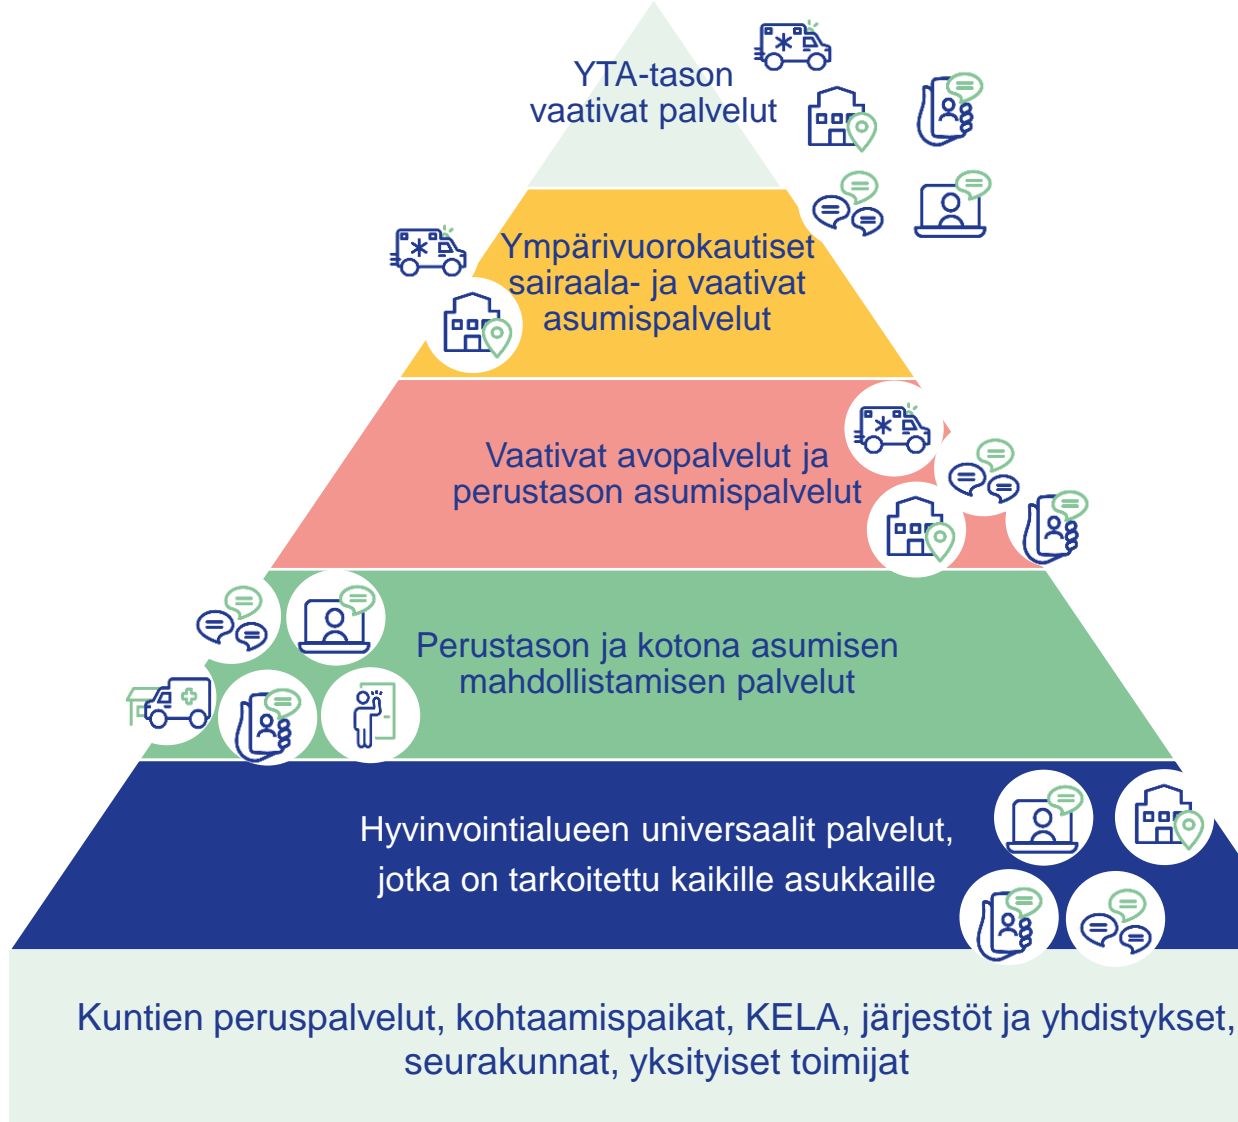 YTA-tason
vaativat palvelut
Ympärivuorokautiset
sairaala- ja vaativat
asumispalvelut
Vaativat avopalvelut ja
perustason asumispalvelut
Perustason ja kotona asumisen
mahdollistamisen palvelut
Hyvinvointialueen universaalit palvelut,
jotka on tarkoitettu kaikille asukkaille
Kuntien peruspalvelut, kohtaamispaikat, KELA, järjestöt ja yhdistykset,
seurakunnat, yksityiset toimijat